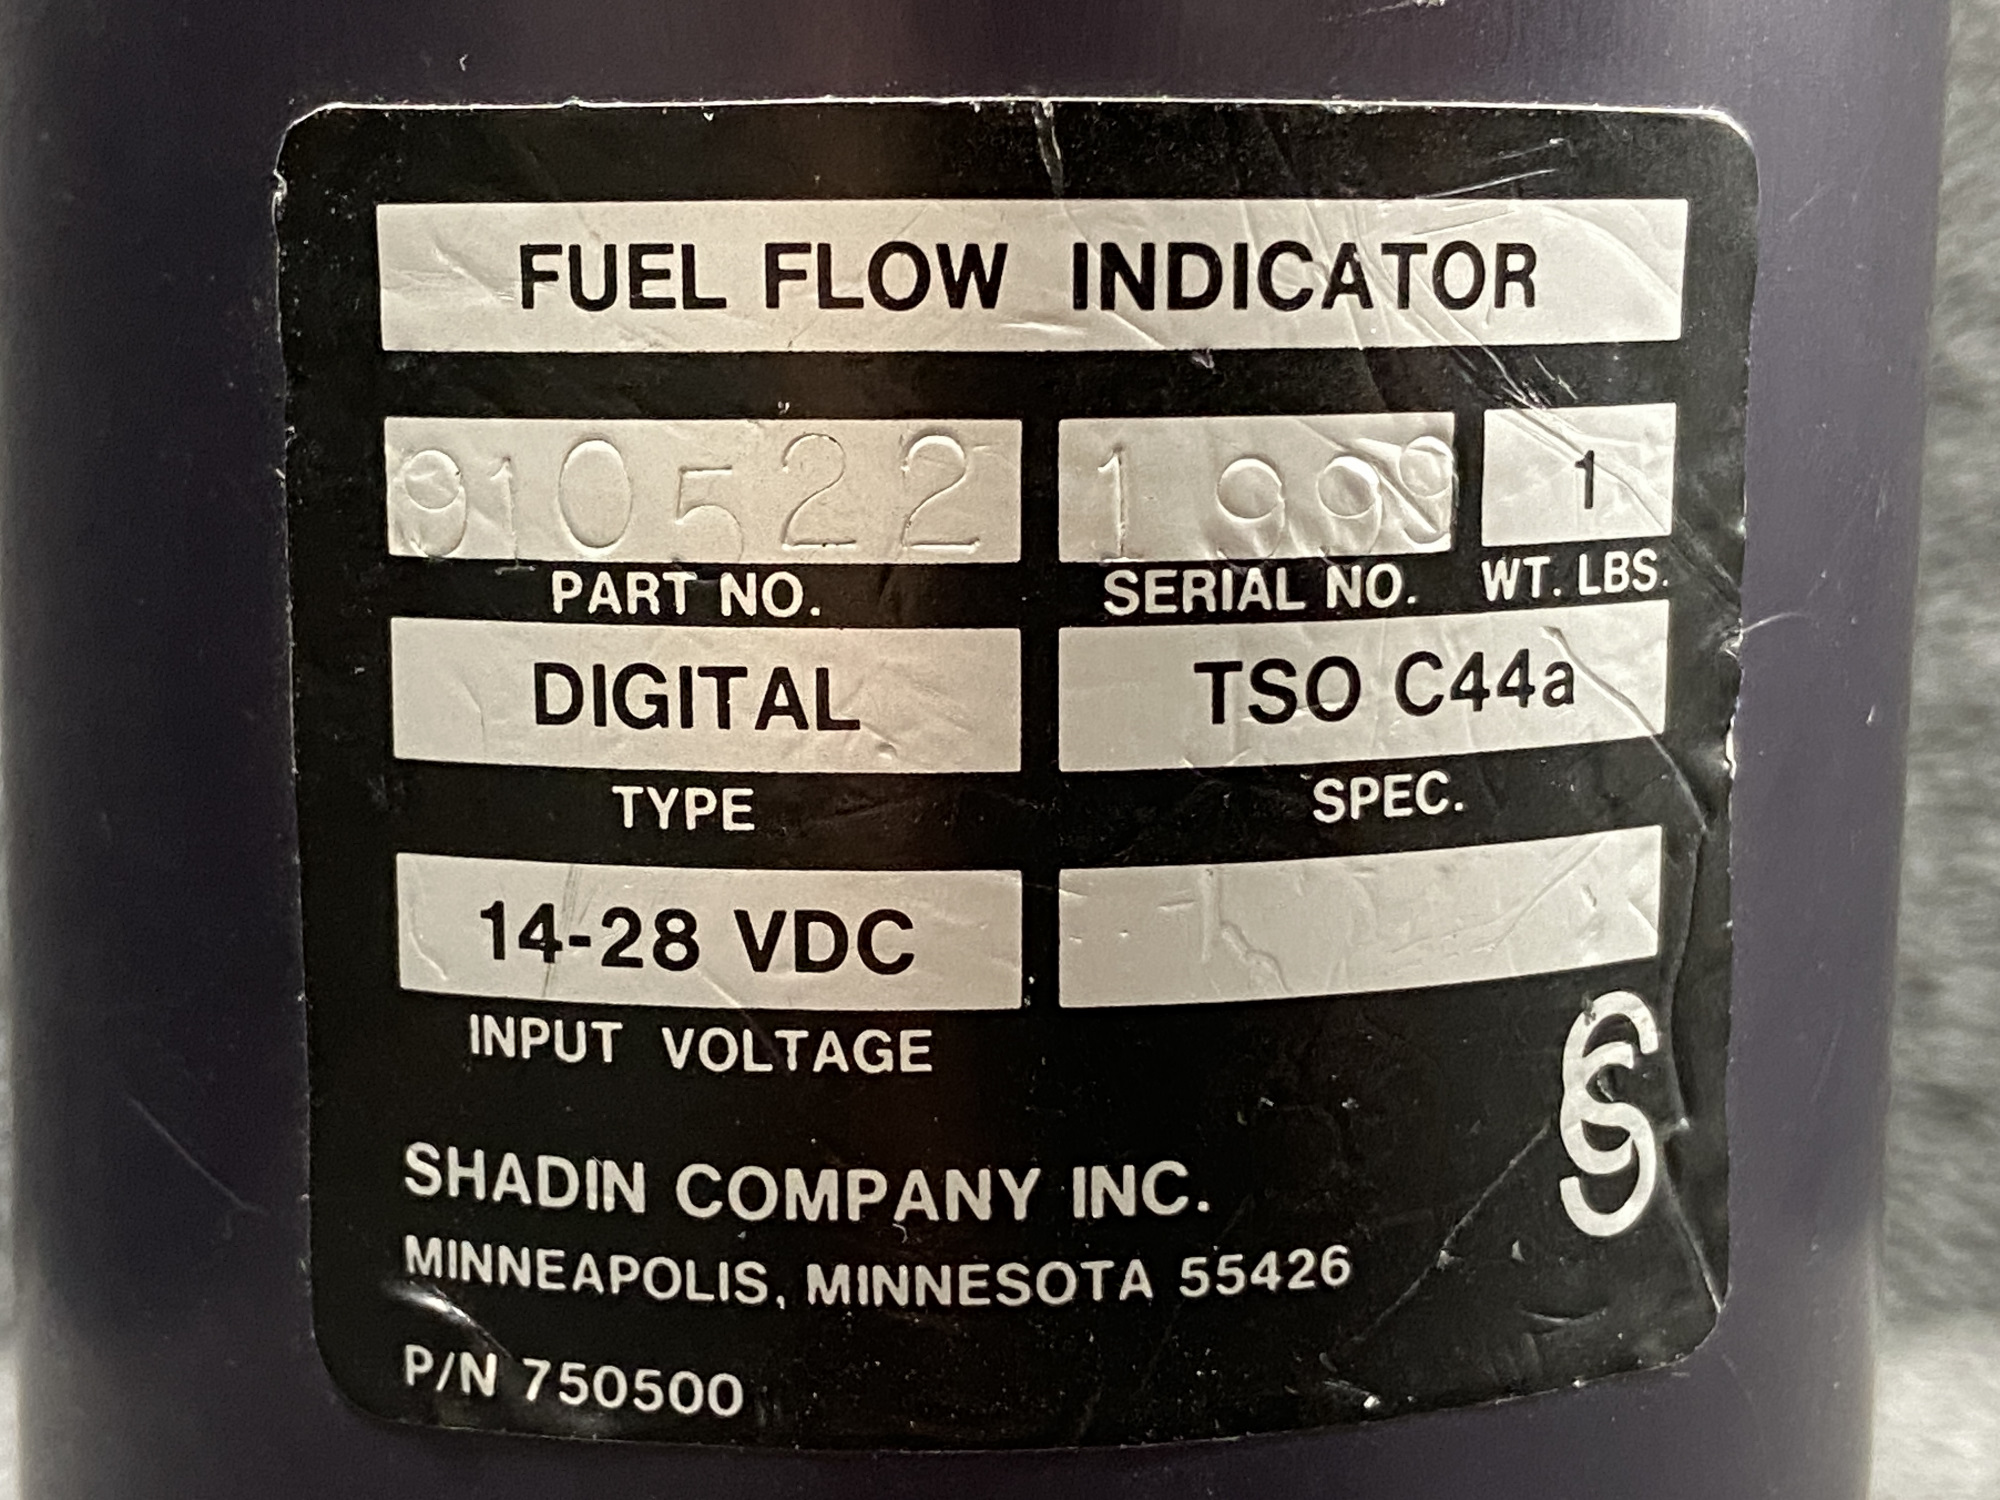 FUEL FLOW INDICATOR
910522 1999 1
PART NO. SERIAL NO. WT. LBS.
DIGITAL TSO C44a
TYPE SPEC.
14-28 VDC
INPUT VOLTAGE
SHADIN COMPANY INC.
MINNEAPOLIS, MINNESOTA 55426
P/N 750500